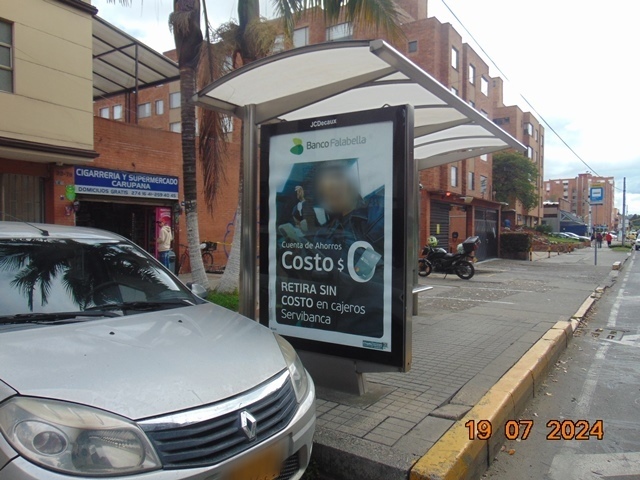 JCDecaux
Banco Falabella
CIGARRERIA Y SUPERMERCADO
CARUPANA
DOMICILIOS GRATIS
Cuenta de Ahorros
Costo $0
RETIRA SIN
COSTO en cajeros
Servibanca
19 07 2024